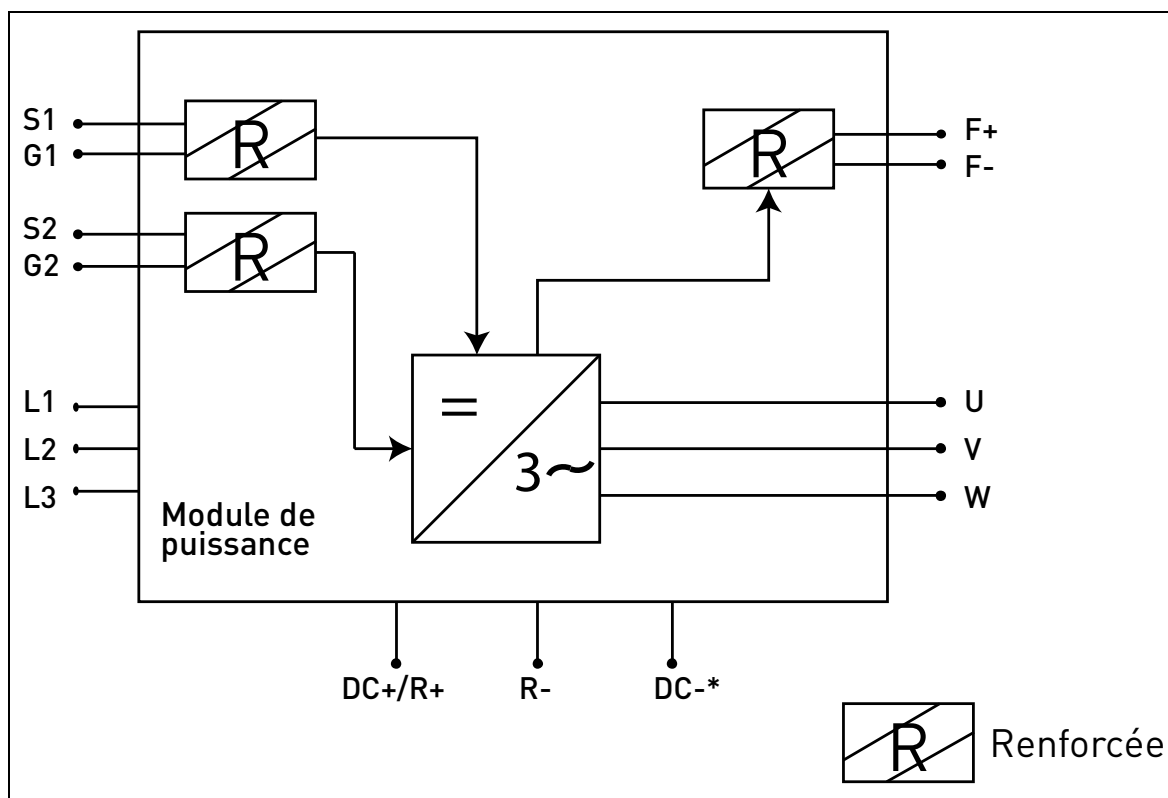 S1
G1
R
R
F+
F-
S2
G2
R
L1
L2
L3
=
3~
U
V
W
Module de
puissance
DC+/R+
R-
DC-*
R
Renforcée